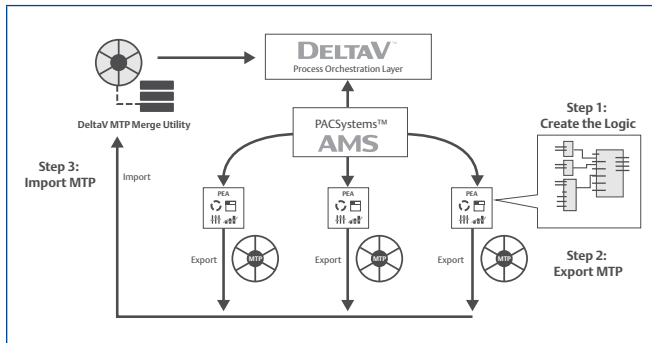 DELTAV™
Process Orchestration Layer
DeltaV MTP Merge Utility
PACSystems™
AMS
Step 1:
Create the Logic
Step 3:
Import MTP
Import
PEA
PEA
PEA
Export
MTP
Export
MTP
Export
MTP
Step 2:
Export MTP